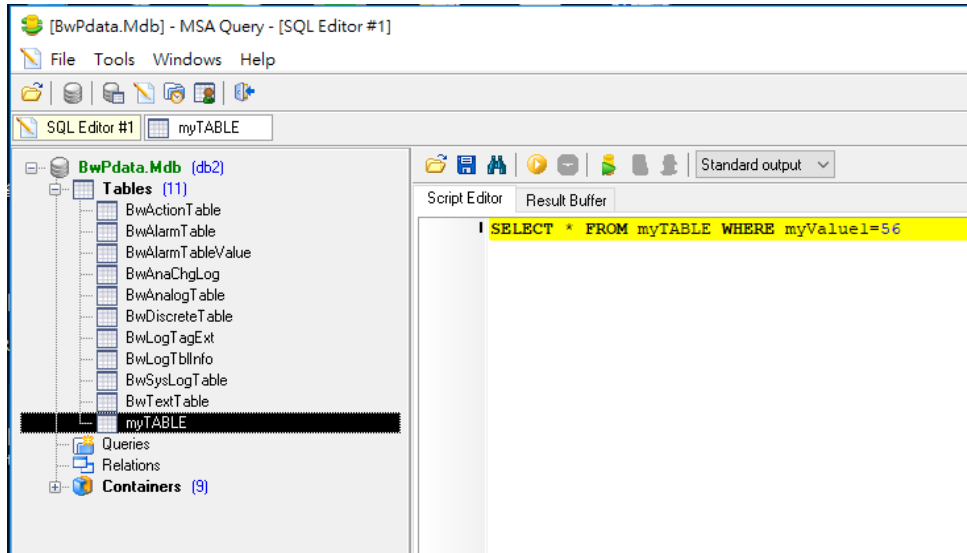 [BwPdata.Mdb] - MSA Query - [SQL Editor #1]
File Tools Windows Help
SQL Editor #1 myTABLE
BwPdata.Mdb (db2)
Tables (11)
BwActionTable
BwAlarmTable
BwAlarmTableValue
BwAnaChgLog
BwAnalogTable
BwDiscreteTable
BwLogTagExt
BwLogTblInfo
BwSysLogTable
BwTextTable
myTABLE
Queries
Relations
Containers (9)
Standard output
Script Editor Result Buffer
SELECT * FROM myTABLE WHERE myValue1=56